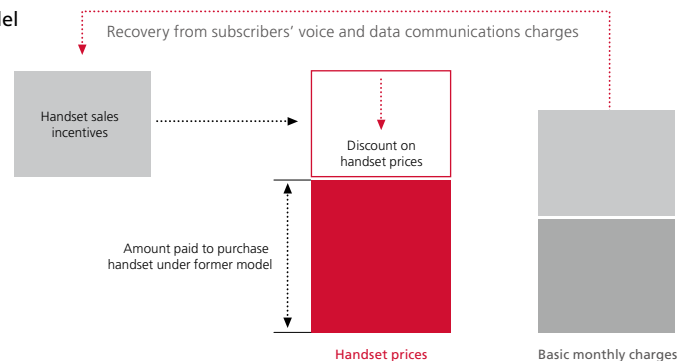 Recovery from subscribers’ voice and data communications charges
Handset sales
incentives
Discount on
handset prices
Amount paid to purchase
handset under former model
Handset prices
Basic monthly charges